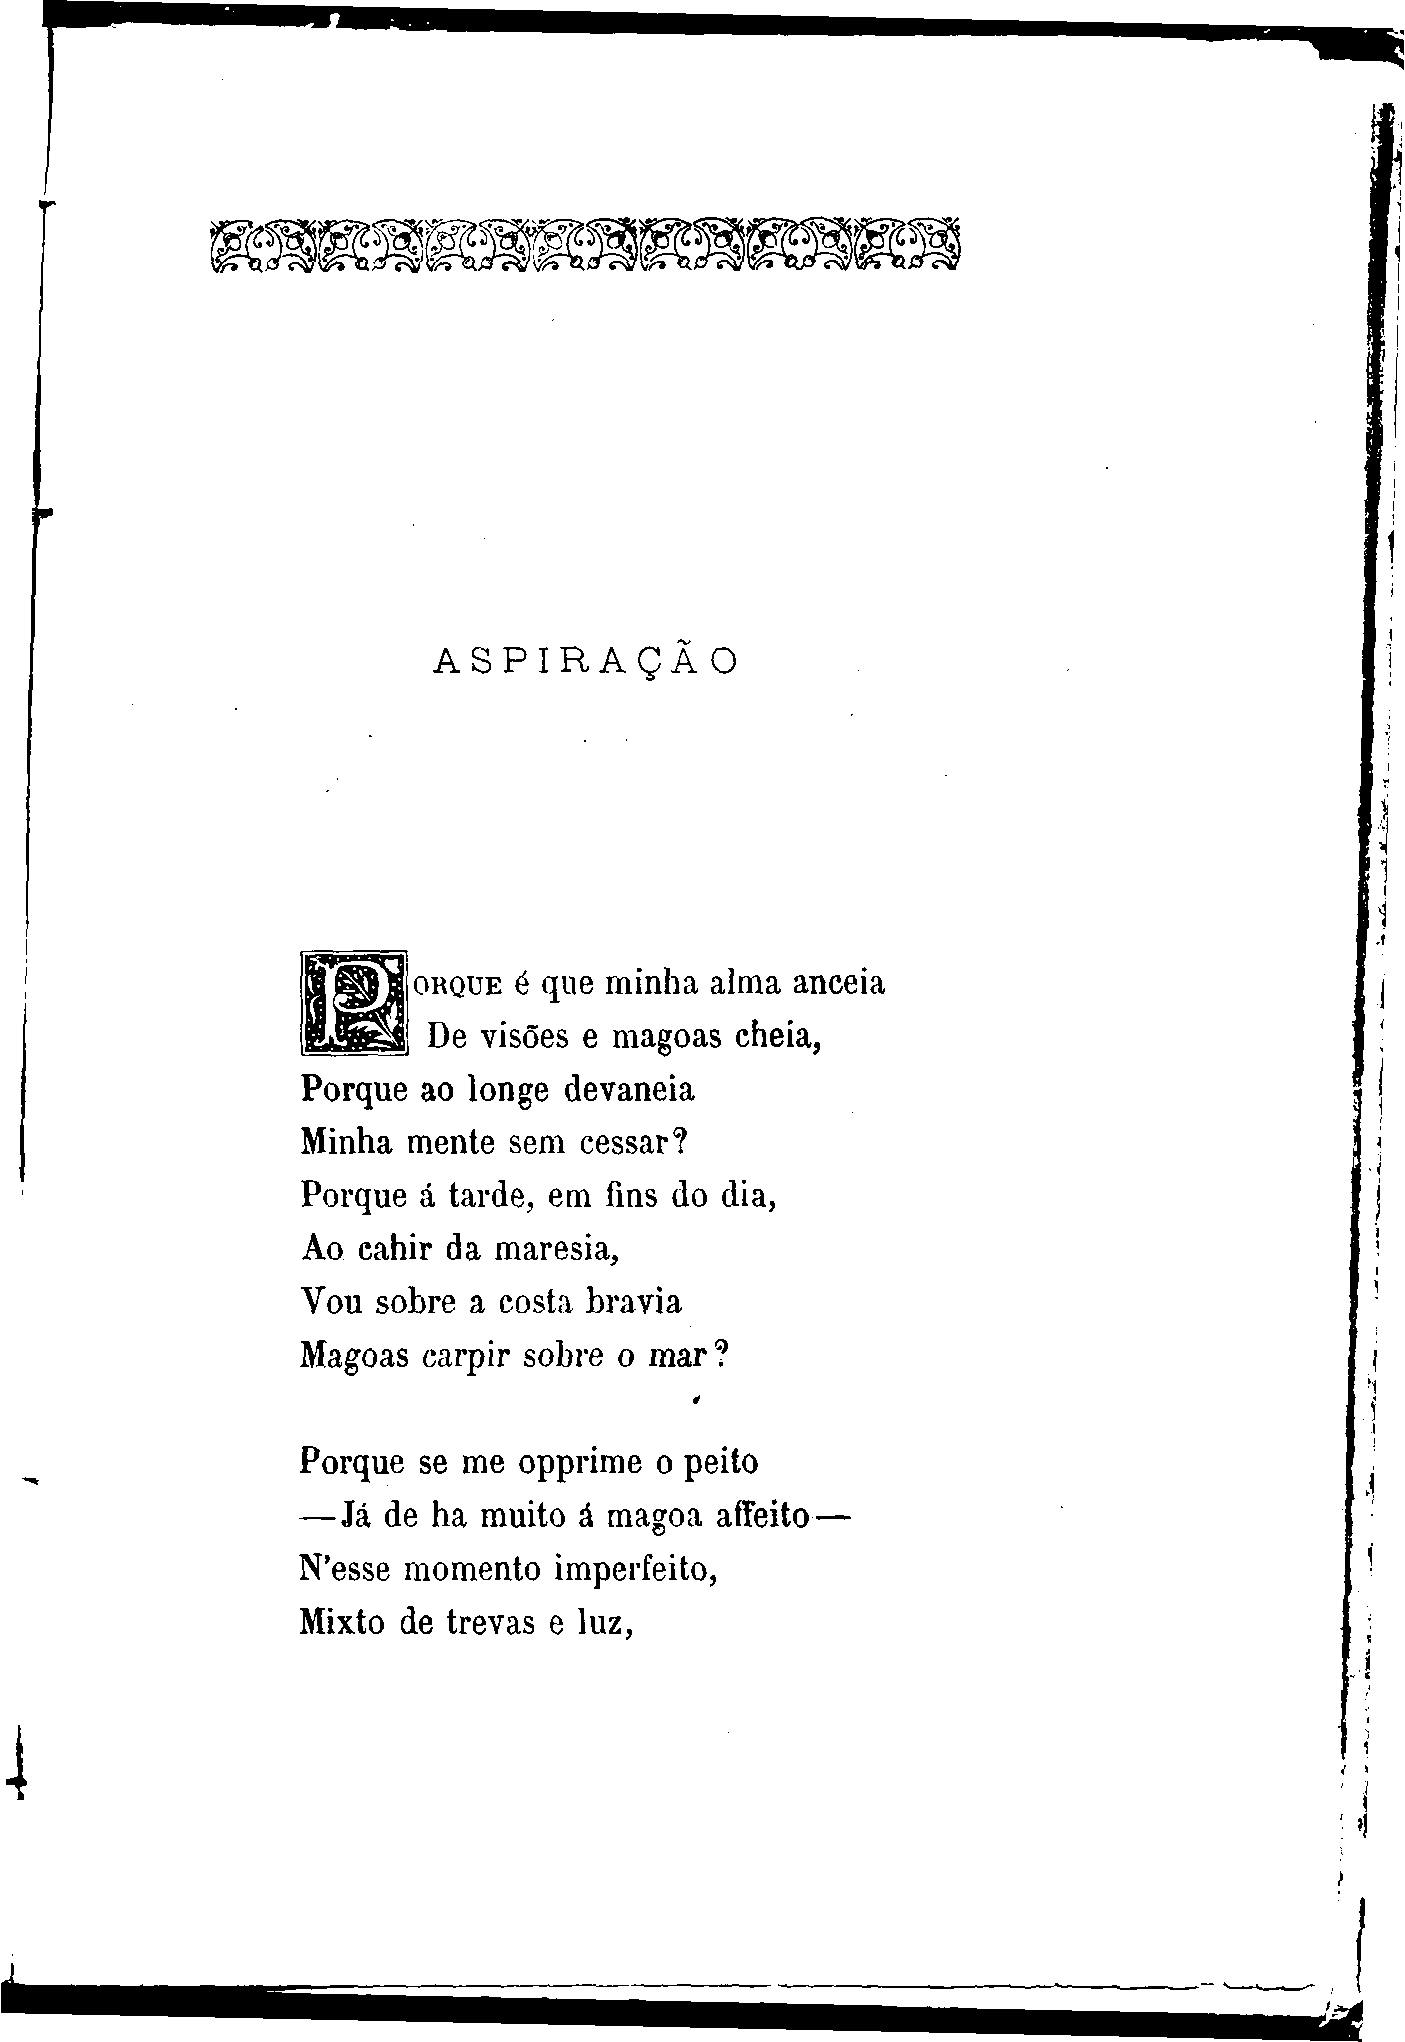 ASPIRAÇÃO
PORQUE é que minha alma anceia
De visões e magoas cheia,
Porque ao longe devaneia
Minha mente sem cessar?
Porque á tarde, em fins do dia,
Ao cahir da maresia,
Vou sobre a costa bravia
Magoas carpir sobre o mar?
Porque se me opprime o peito
—Já de ha muito á magoa affeito—
N'esse momento imperfeito,
Mixto de trevas e luz,